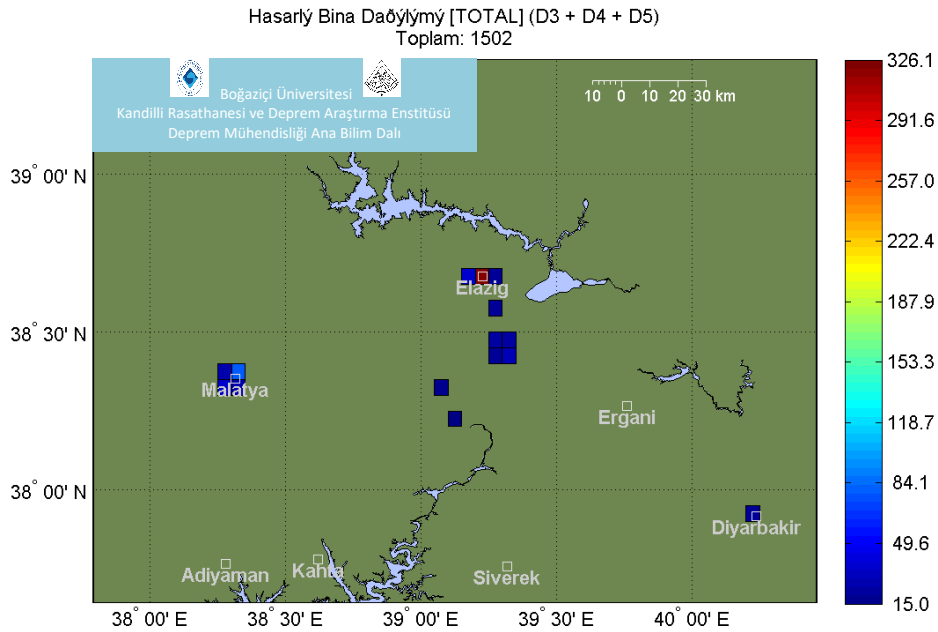 Hasarlý Bina Daðýlýmý [TOTAL] (D3 + D4 + D5)
Toplam: 1502
Boğaziçi Üniversitesi
Kandilli Rasathanesi ve Deprem Araştırma Enstitüsü
Deprem Mühendisliği Ana Bilim Dalı
10 0 10 20 30 km
39° 00' N
38° 30' N
38° 00' N
Elazig
Malatya
Ergani
Diyarbakir
Adiyaman
Kahta
Siverek
38° 00' E
38° 30' E
39° 00' E
39° 30' E
40° 00' E
326.1
291.6
257.0
222.4
187.9
153.3
118.7
84.1
49.6
15.0